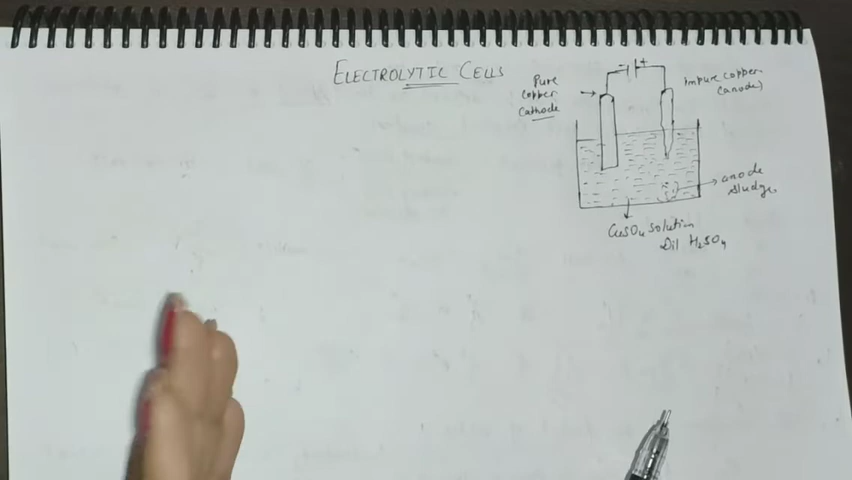 ELECTROLYTIC CELLS
Pure
copper
cathode
- +
impure copper
(anode)
anode
sludge
CuSO4 solution
Dil H2SO4